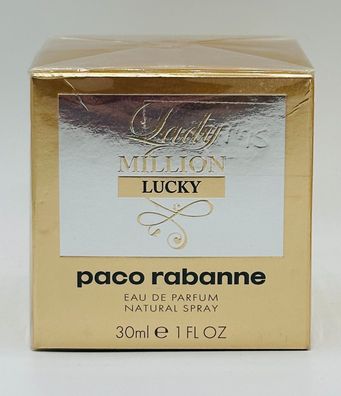 Lady
MILLION
LUCKY
paco rabanne
EAU DE PARFUM
NATURAL SPRAY
30ml e 1 FL OZ